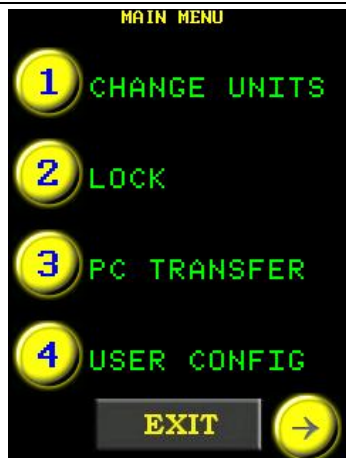 MAIN MENU
1 CHANGE UNITS
2 LOCK
3 PC TRANSFER
4 USER CONFIG
EXIT →